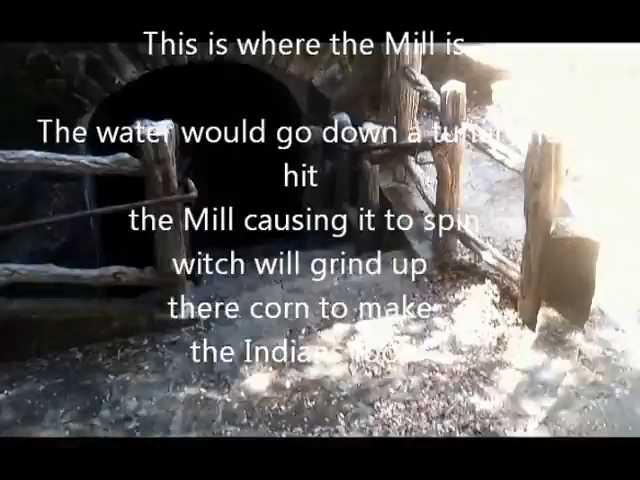 This is where the Mill is
The water would go down a
hit
the Mill causing it to spin
witch will grind up
there corn to make
the Indians